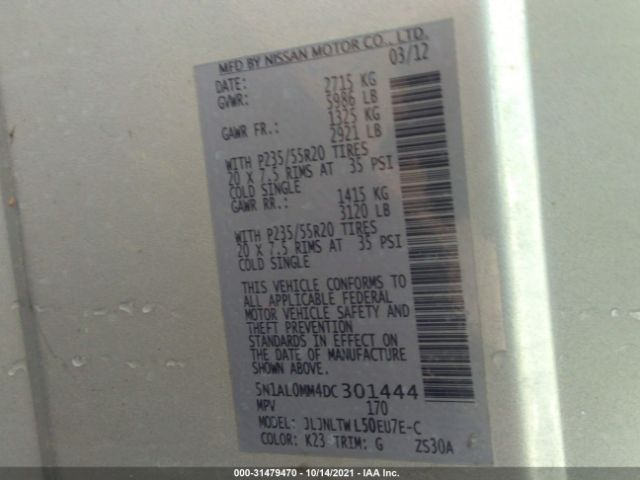 MFD BY NISSAN MOTOR CO., LTD.
DATE: 03/12
GVWR: 2715 KG
5986 LB
GAWR FR.: 1325 KG
2921 LB
WITH P235/55R20 TIRES
20 X 7.5 RIMS AT 35 PSI
COLD SINGLE
GAWR RR.: 1415 KG
3120 LB
WITH P235/55R20 TIRES
20 X 7.5 RIMS AT 35 PSI
COLD SINGLE
THIS VEHICLE CONFORMS TO
ALL APPLICABLE FEDERAL
MOTOR VEHICLE SAFETY AND
THEFT PREVENTION
STANDARDS IN EFFECT ON
THE DATE OF MANUFACTURE
SHOWN ABOVE.
5N1AL0MM4DC301444
MPV 170
MODEL: JLJNLTWL50EU7E-C
COLOR: K23 TRIM: G ZS30A
000-31479470 - 10/14/2021 - IAA Inc.